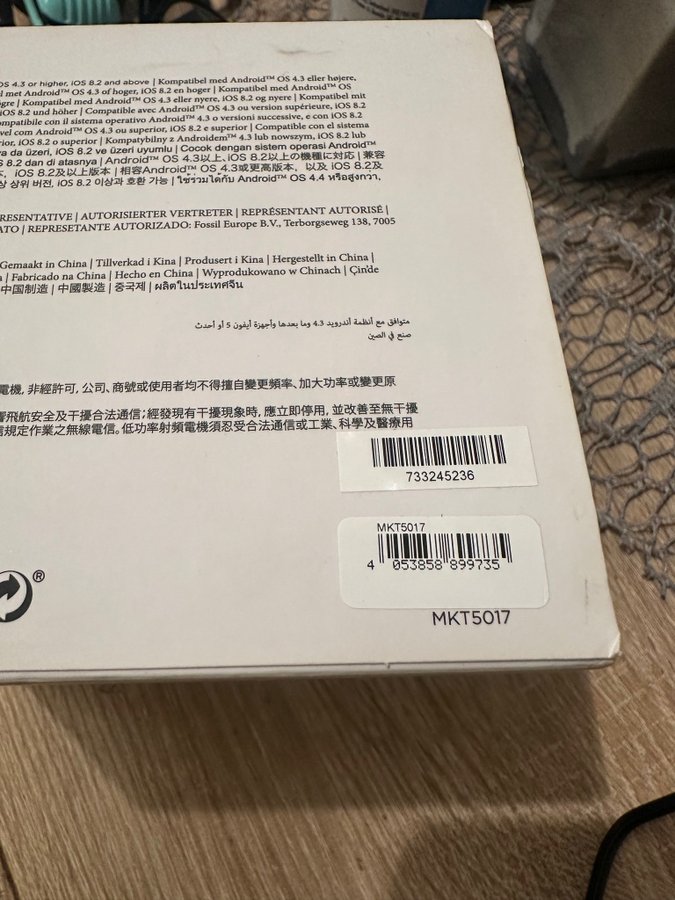 OS 4.3 or higher, iOS 8.2 and above | Kompatibel med Android™ OS 4.3 eller højere,
el met Android™ OS 4.3 of hoger, iOS 8.2 en hoger | Kompatibel med Android™ OS
øgre | Kompatibel med Android™ OS 4.3 eller nyere, iOS 8.2 og nyere | Kompatibel mit
iOS 8.2 und höher | Compatible avec Android™ OS 4.3 ou version supérieure, iOS 8.2
ompatibile con il sistema operativo Android™ 4.3 o versioni successive, e con iOS 8.2
ível com Android™ OS 4.3 ou superior, iOS 8.2 e superior | Compatible con el sistema
rior, iOS 8.2 o superior | Kompatybilny z Androidem™ 4.3 lub nowszym, iOS 8.2 lub
ya da üzeri, iOS 8.2 ve üzeri uyumlu | Cocok dengan sistem operasi Android™
S 8.2 dan di atasnya | Android™ OS 4.3以上、iOS 8.2以上の機種に対応 | 兼容
本, iOS 8.2及以上版本 | 相容Android™ OS 4.3或更高版本, 以及 iOS 8.2
상 상위 버전, iOS 8.2 이상과 호환 가능 | ใช้ร่วมได้กับ Android™ OS 4.4 หรือสูงกว่า,
RESENTATIVE | AUTORISIERTER VERTRETER | REPRÉSENTANT AUTORISÉ |
ATO | REPRESETANTE AUTORIZADO: Fossil Europe B.V., Terborgseweg 138, 7005
Gemaakt in China | Tillverkad i Kina | Produsert i Kina | Hergestellt in China |
a | Fabricado na China | Hecho en China | Wyprodukowano w Chinach | Çin'de
中国制造 | 中國製造 | 중국제 | ผลิตในประเทศจีน
متوافق مع أنظمة أندرويد 4.3 وما بعدها وأجهزة أيفون 5 أو أحدث
صنع في الصين
電機, 非經許可, 公司、商號或使用者均不得擅自變更頻率、加大功率或變更原
響飛航安全及干擾合法通信；經發現有干擾現象時, 應立即停用, 並改善至無干擾
信規定作業之無線電信。低功率射頻電機須忍受合法通信或工業、科學及醫療用
733245236
MKT5017
4 053858 899735
®
MKT5017